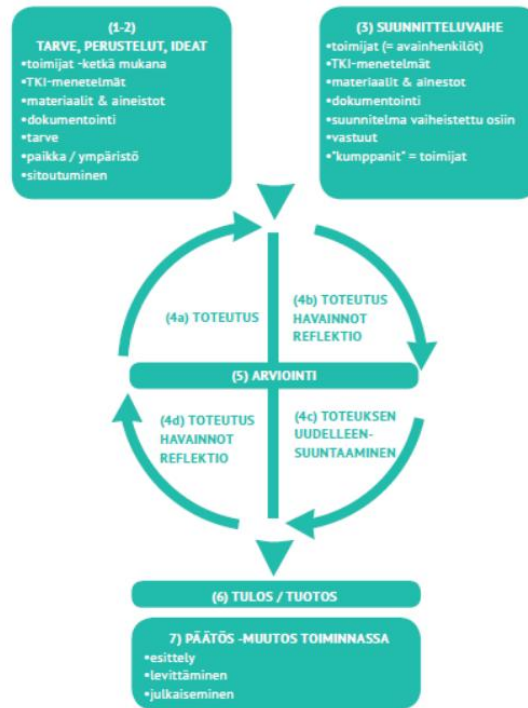 (1-2)
TARVE, PERUSTELUT, IDEAT
•toimijat -ketkä mukana
•TKI-menetelmät
•materiaalit & aineistot
•dokumentointi
•tarve
•paikka / ympäristö
•sitoutuminen
(3) SUUNNITTELUVAIHE
•toimijat (= avainhenkilöt)
•TKI-menetelmät
•materiaalit & ainestot
•dokumentointi
•suunnitelma vaiheistettu osiin
•vastuut
•"kumppanit" = toimijat
(4a) TOTEUTUS
(4b) TOTEUTUS
HAVAINNOT
REFLEKTIO
(5) ARVIOINTI
(4d) TOTEUTUS
HAVAINNOT
REFLEKTIO
(4c) TOTEUKSEN
UUDELLEEN-
SUUNTAAMINEN
(6) TULOS / TUOTOS
7) PÄÄTÖS -MUUTOS TOIMINNASSA
•esittely
•levittäminen
•julkaiseminen